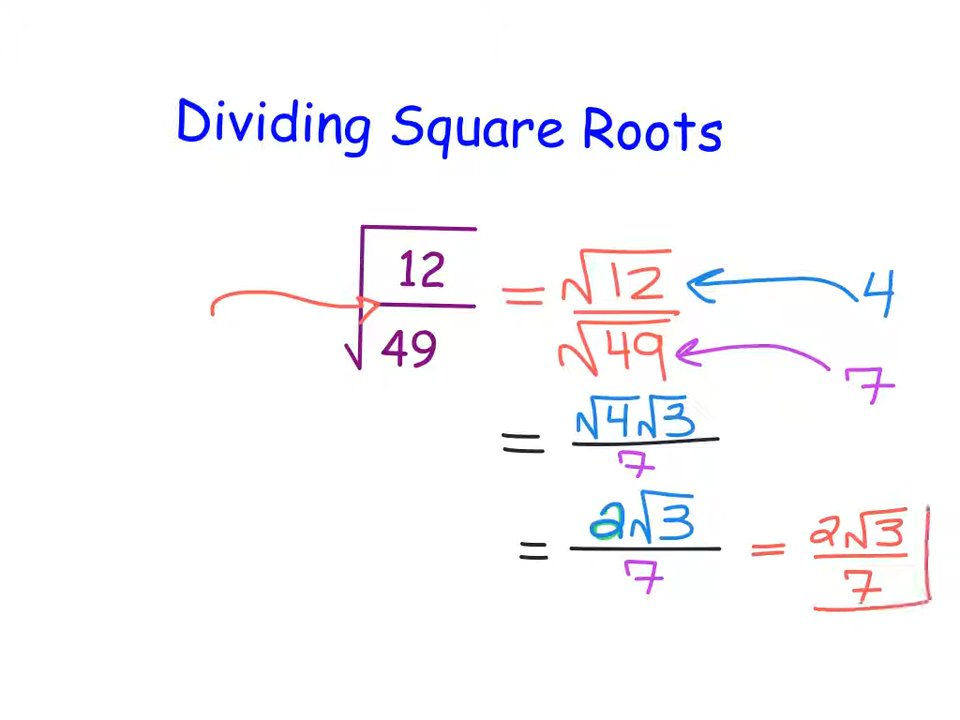 Dividing Square Roots
√(12/49) = √12/√49 4
7
= √4√3/7
= 2√3/7 = 2√3/7